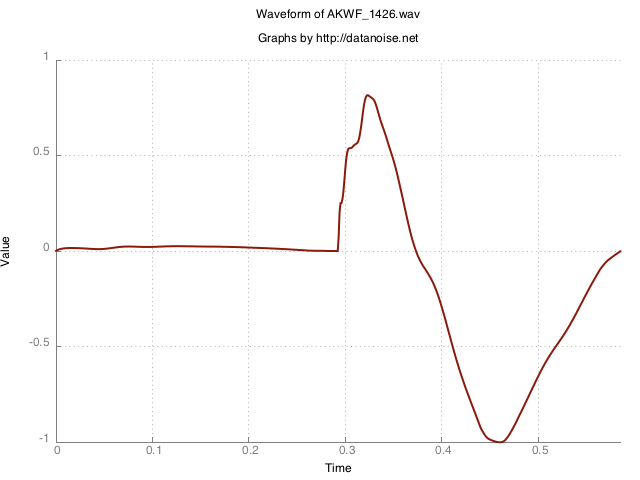 Waveform of AKWF_1426.wav
Graphs by http://datanoise.net
1
0.5
0
-0.5
-1
Value
0 0.1 0.2 0.3 0.4 0.5
Time